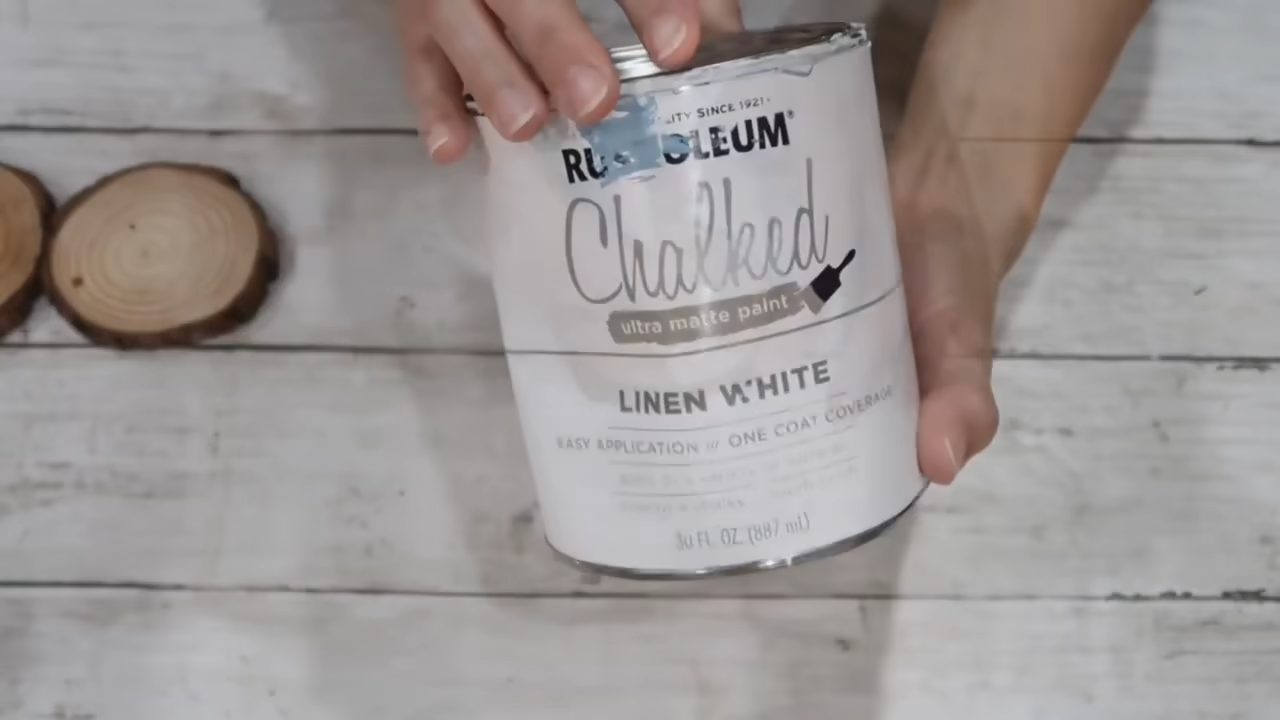 ITY SINCE 1921
RU OLEUM®
Chalked
ultra matte paint
LINEN WHITE
EASY APPLICATION /// ONE COAT COVERAGE
30 FL. OZ. (887 mL)